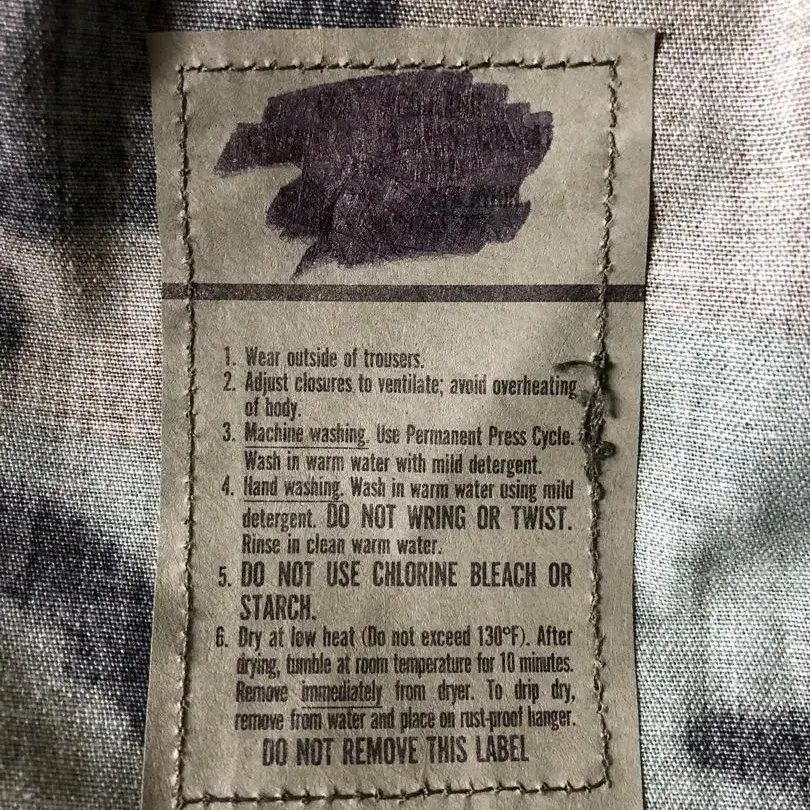 1. Wear outside of trousers.
2. Adjust closures to ventilate; avoid overheating
of body.
3. Machine washing. Use Permanent Press Cycle.
Wash in warm water with mild detergent.
4. Hand washing. Wash in warm water using mild
detergent. DO NOT WRING OR TWIST.
Rinse in clean warm water.
5. DO NOT USE CHLORINE BLEACH OR
STARCH.
6. Dry at low heat (Do not exceed 130°F). After
drying, tumble at room temperature for 10 minutes.
Remove immediately from dryer. To drip dry,
remove from water and place on rust-proof hanger.
DO NOT REMOVE THIS LABEL